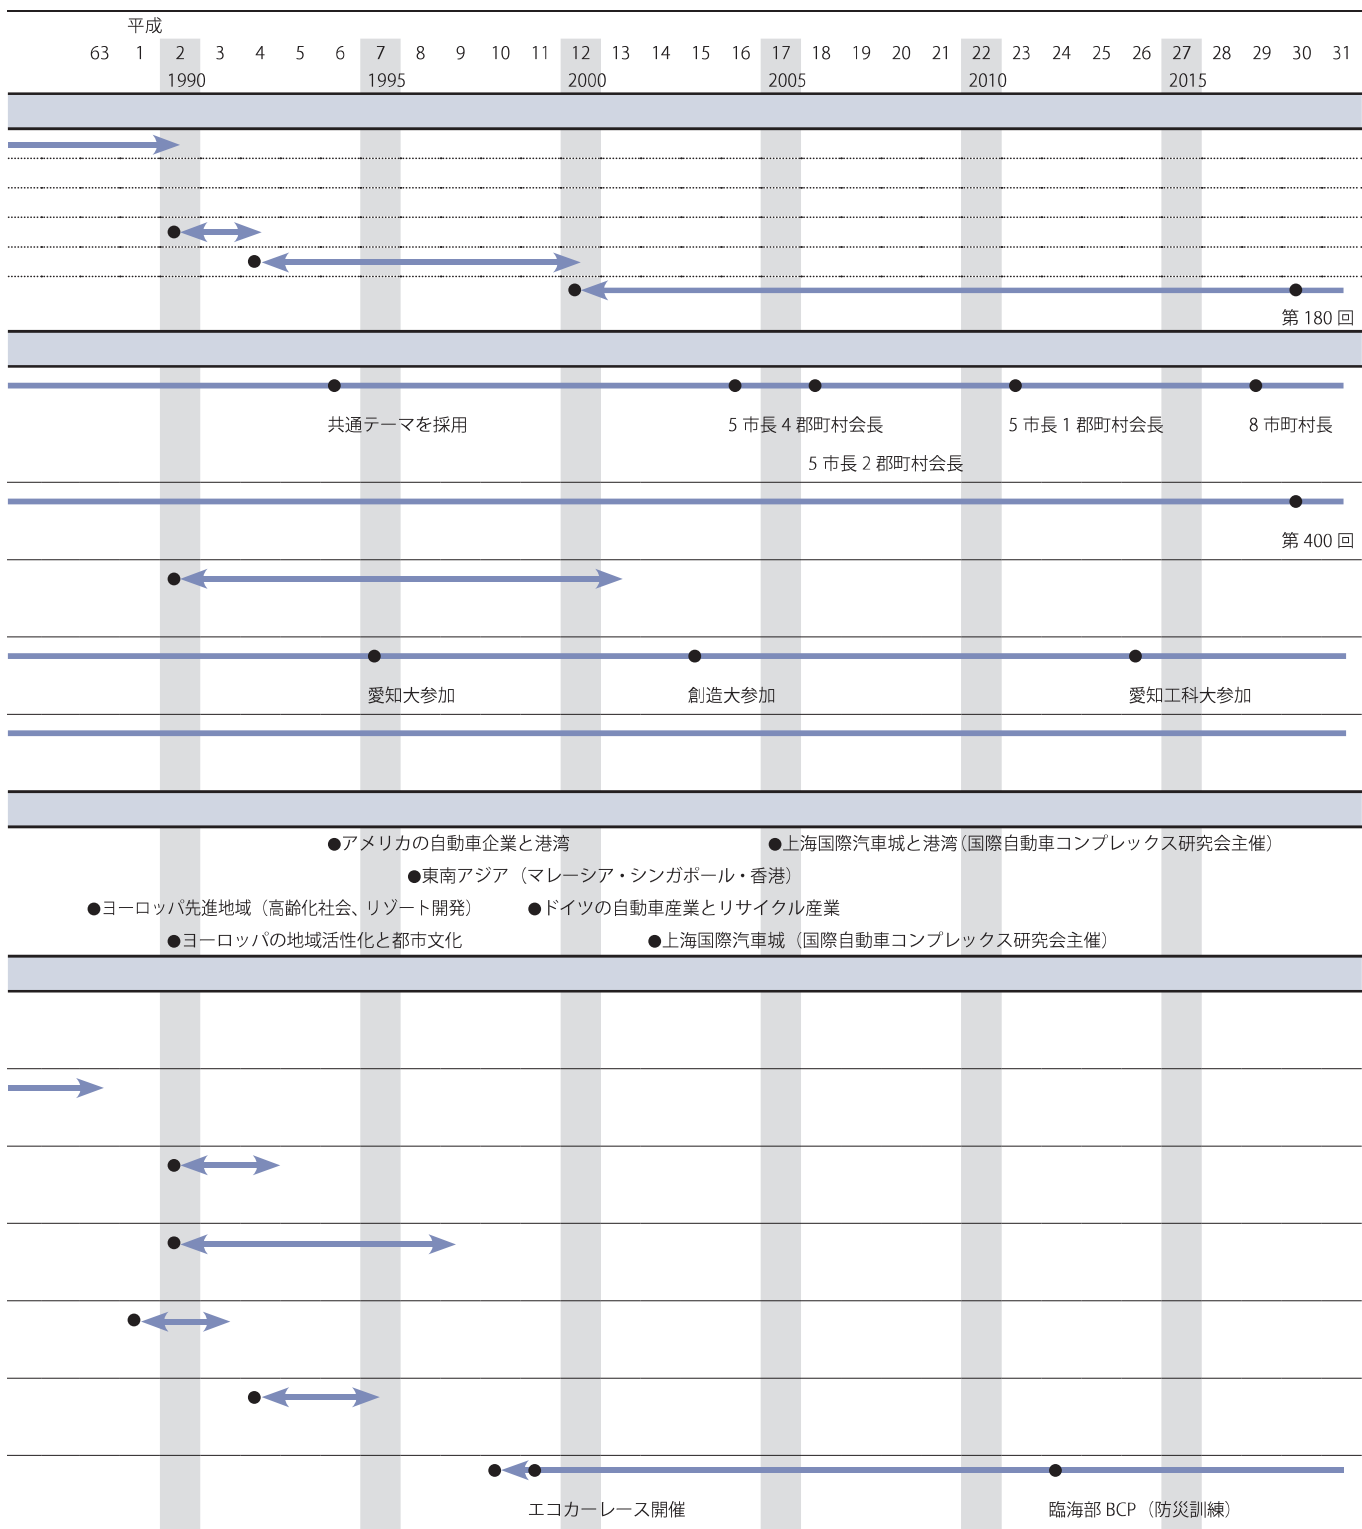 平成
63 1 2 3 4 5 6 7 8 9 10 11 12 13 14 15 16 17 18 19 20 21 22 23 24 25 26 27 28 29 30 31
1990 1995 2000 2005 2010 2015
第 180 回
共通テーマを採用 5 市長 4 郡町村会長 5 市長 1 郡町村会長 8 市町村長
5 市長 2 郡町村会長
第 400 回
愛知大参加 創造大参加 愛知工科大参加
●アメリカの自動車企業と港湾 ●上海国際汽車城と港湾（国際自動車コンプレックス研究会主催）
●東南アジア（マレーシア・シンガポール・香港）
●ヨーロッパ先進地域（高齢化社会、リゾート開発） ●ドイツの自動車産業とリサイクル産業
●ヨーロッパの地域活性化と都市文化 ●上海国際汽車城（国際自動車コンプレックス研究会主催）
エコカーレース開催 臨海部 BCP（防災訓練）